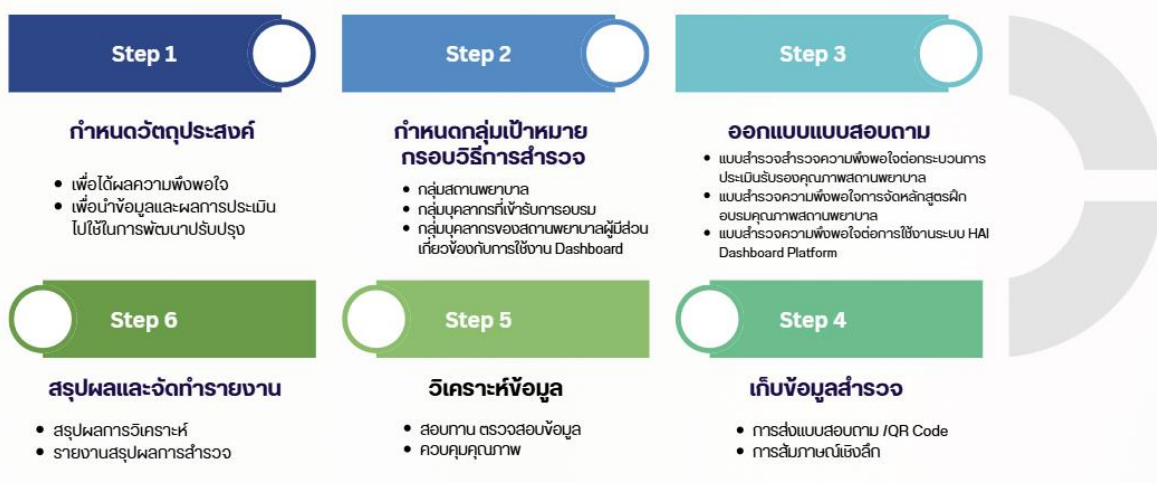 Step 1
กำหนดวัตถุประสงค์
• เพื่อได้ผลความพึงพอใจ
• เพื่อนำข้อมูลและผลการประเมิน
ไปใช้ในการพัฒนาปรับปรุง
Step 2
กำหนดกลุ่มเป้าหมาย
กรอบวิธีการสำรวจ
• กลุ่มสถานพยาบาล
• กลุ่มบุคลากรที่เข้ารับการอบรม
• กลุ่มบุคลากรของสถานพยาบาลผู้มีส่วน
เกี่ยวข้องกับการใช้งาน Dashboard
Step 3
ออกแบบแบบสอบถาม
• แบบสำรวจสำรวจความพึงพอใจต่อกระบวนการ
ประเมินรับรองคุณภาพสถานพยาบาล
• แบบสำรวจความพึงพอใจการจัดหลักสูตรฝึก
อบรมคุณภาพสถานพยาบาล
• แบบสำรวจความพึงพอใจต่อการใช้งานระบบ HAI
Dashboard Platform
Step 4
เก็บข้อมูลสำรวจ
• การส่งแบบสอบถาม /QR Code
• การสัมภาษณ์เชิงลึก
Step 5
วิเคราะห์ข้อมูล
• สอบทาน ตรวจสอบข้อมูล
• ควบคุมคุณภาพ
Step 6
สรุปผลและจัดทำรายงาน
• สรุปผลการวิเคราะห์
• รายงานสรุปผลการสำรวจ